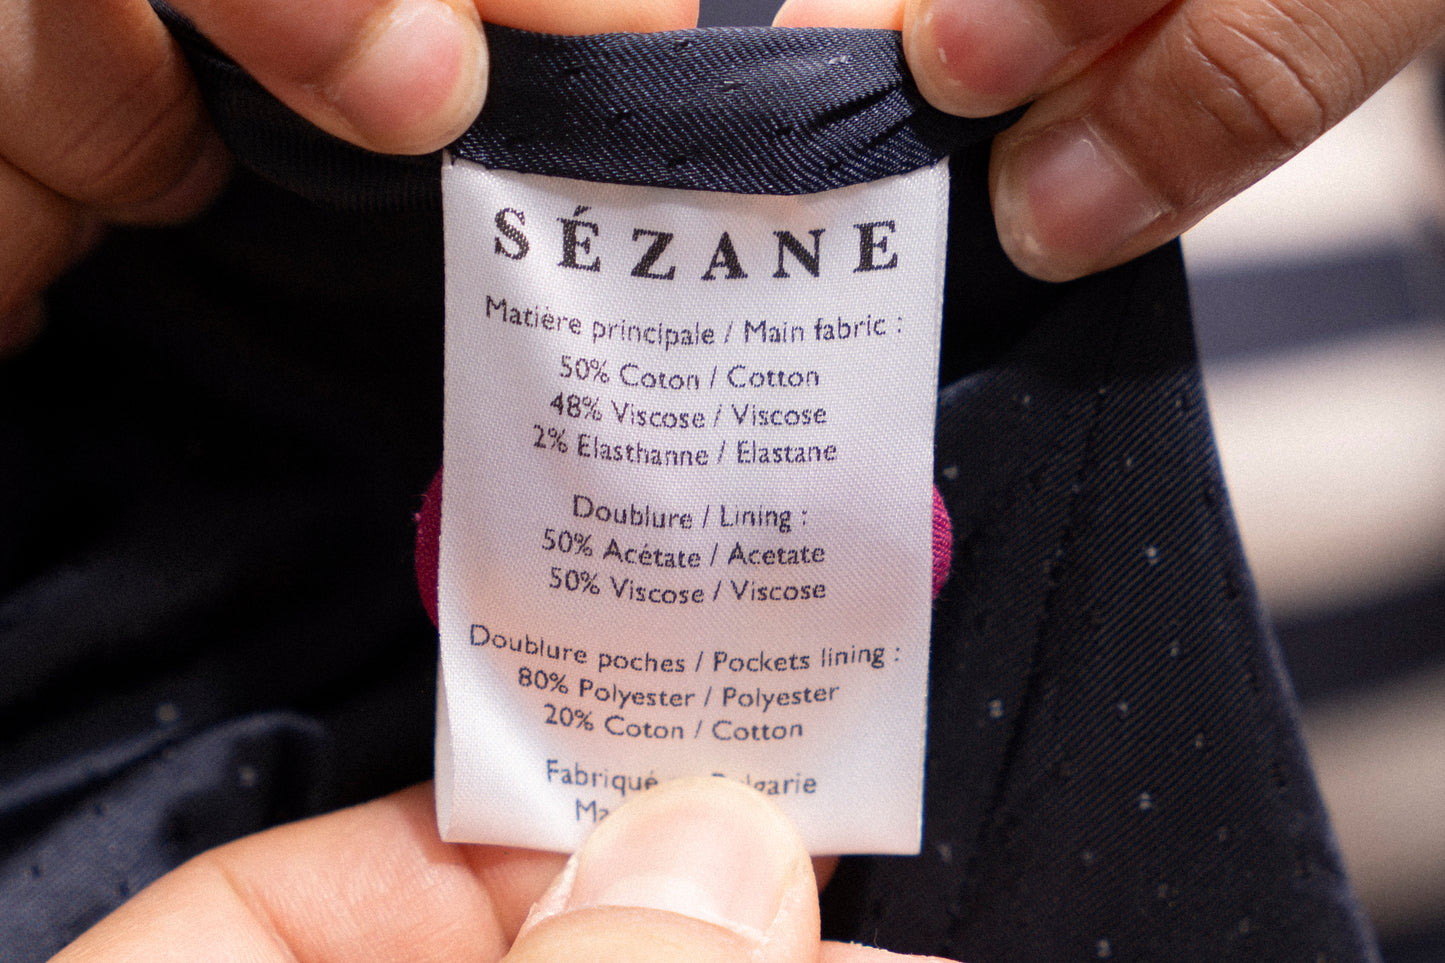 SÉZANE
Matière principale / Main fabric :
50% Coton / Cotton
48% Viscose / Viscose
2% Elasthanne / Elastane
Doublure / Lining :
50% Acétate / Acetate
50% Viscose / Viscose
Doublure poches / Pockets lining :
80% Polyester / Polyester
20% Coton / Cotton
Fabriqué